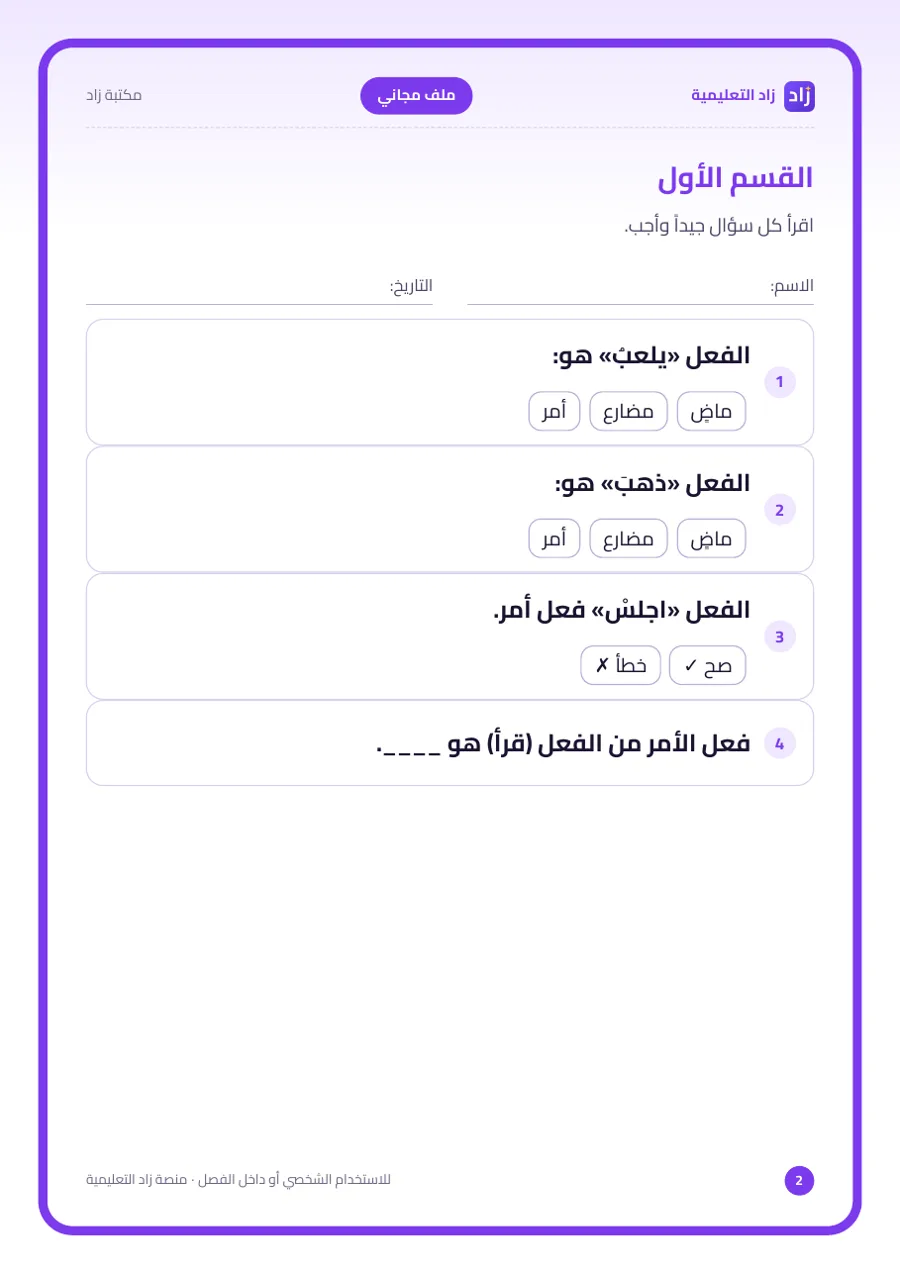 زاد زاد التعليمية
ملف مجاني
مكتبة زاد
القسم الأول
اقرأ كل سؤال جيداً وأجب.
الاسم:
التاريخ:
1
الفعل «يلعبُ» هو:
ماضٍ مضارع أمر
2
الفعل «ذهبَ» هو:
ماضٍ مضارع أمر
3
الفعل «اجلسْ» فعل أمر.
صح ✓ خطأ ✗
4
فعل الأمر من الفعل (قرأ) هو ____.
2
للاستخدام الشخصي أو داخل الفصل · منصة زاد التعليمية